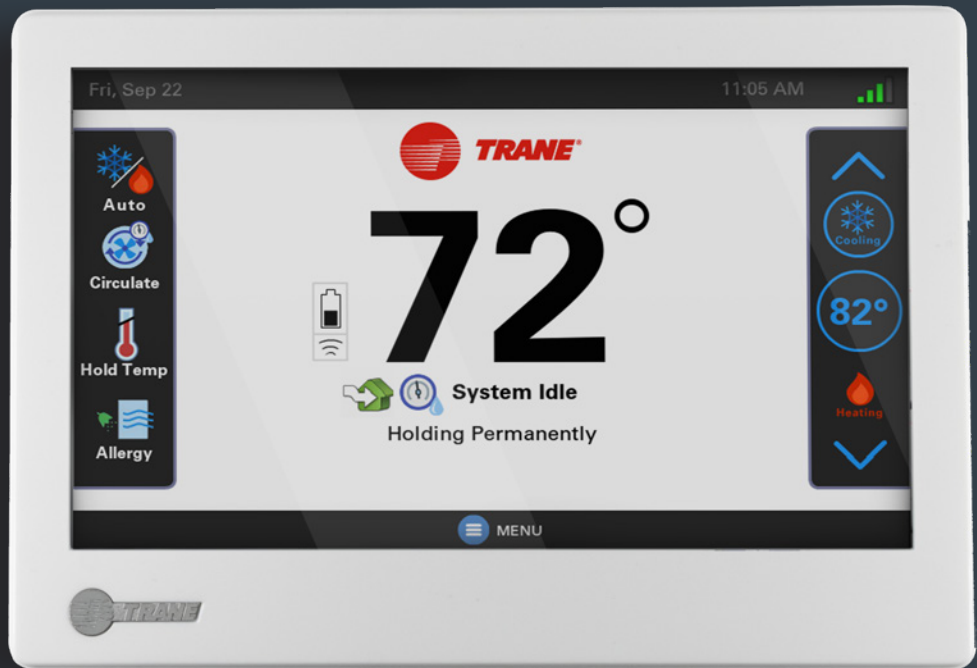 Fri, Sep 22
11:05 AM
TRANE®
Auto
Circulate
Hold Temp
Allergy
72°
System Idle
Holding Permanently
Cooling
82°
Heating
MENU
TRANE